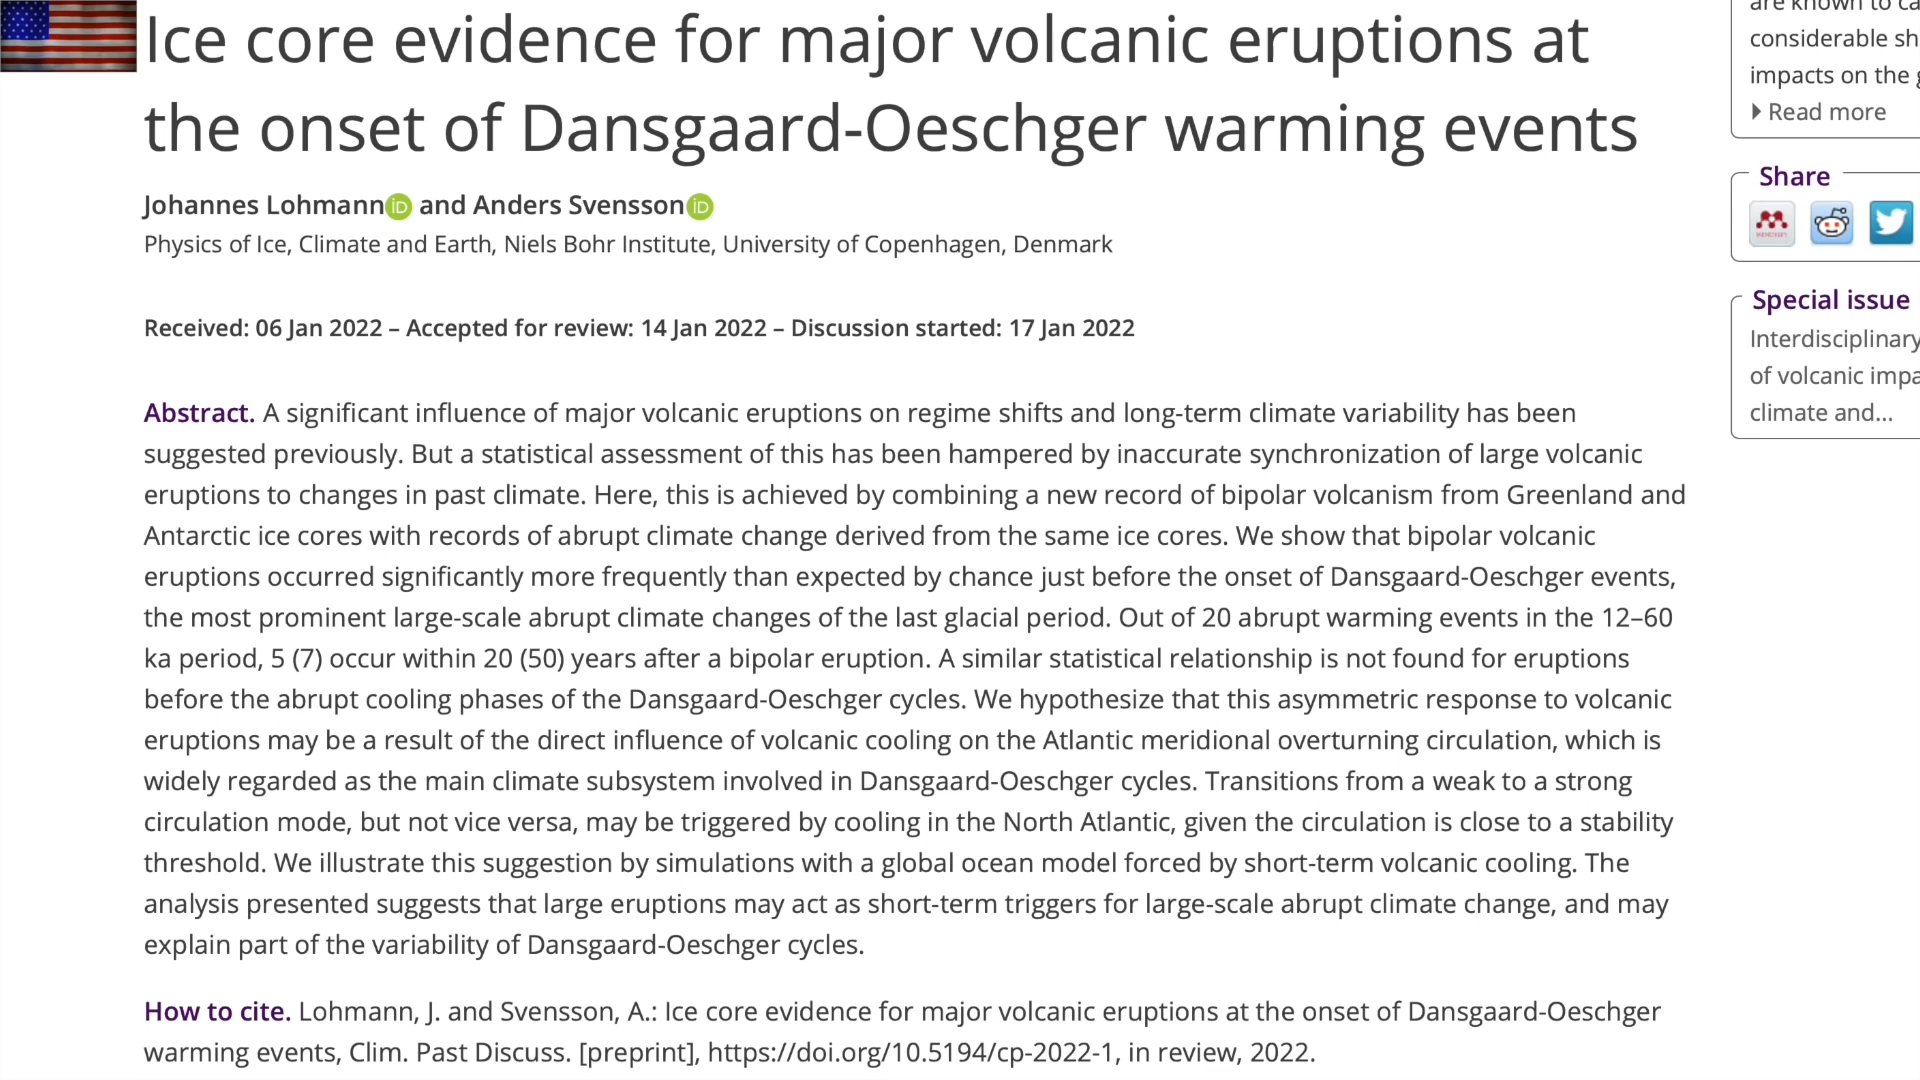 Ice core evidence for major volcanic eruptions at
the onset of Dansgaard-Oeschger warming events
Johannes Lohmann iD and Anders Svensson iD
Physics of Ice, Climate and Earth, Niels Bohr Institute, University of Copenhagen, Denmark
Received: 06 Jan 2022 – Accepted for review: 14 Jan 2022 – Discussion started: 17 Jan 2022
Abstract. A significant influence of major volcanic eruptions on regime shifts and long-term climate variability has been
suggested previously. But a statistical assessment of this has been hampered by inaccurate synchronization of large volcanic
eruptions to changes in past climate. Here, this is achieved by combining a new record of bipolar volcanism from Greenland and
Antarctic ice cores with records of abrupt climate change derived from the same ice cores. We show that bipolar volcanic
eruptions occurred significantly more frequently than expected by chance just before the onset of Dansgaard-Oeschger events,
the most prominent large-scale abrupt climate changes of the last glacial period. Out of 20 abrupt warming events in the 12–60
ka period, 5 (7) occur within 20 (50) years after a bipolar eruption. A similar statistical relationship is not found for eruptions
before the abrupt cooling phases of the Dansgaard-Oeschger cycles. We hypothesize that this asymmetric response to volcanic
eruptions may be a result of the direct influence of volcanic cooling on the Atlantic meridional overturning circulation, which is
widely regarded as the main climate subsystem involved in Dansgaard-Oeschger cycles. Transitions from a weak to a strong
circulation mode, but not vice versa, may be triggered by cooling in the North Atlantic, given the circulation is close to a stability
threshold. We illustrate this suggestion by simulations with a global ocean model forced by short-term volcanic cooling. The
analysis presented suggests that large eruptions may act as short-term triggers for large-scale abrupt climate change, and may
explain part of the variability of Dansgaard-Oeschger cycles.
How to cite. Lohmann, J. and Svensson, A.: Ice core evidence for major volcanic eruptions at the onset of Dansgaard-Oeschger
warming events, Clim. Past Discuss. [preprint], https://doi.org/10.5194/cp-2022-1, in review, 2022.
are known to
considerable
impacts on the
Read more
Share
Special issue
Interdisciplinary
of volcanic
climate and...